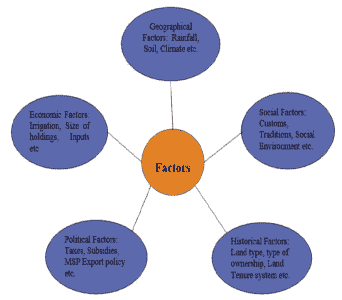 Geographical
Factors: Rainfall,
Soil, Climate etc.
Economic Factors:
Irrigation, Size of
holdings, Inputs
etc
Social Factors:
Customs,
Traditions, Social
Environment etc.
Factors
Political Factors:
Taxes, Subsidies,
MSP Export policy
etc.
Historical Factors:
Land type, type of
ownership, Land
Tenure system etc.